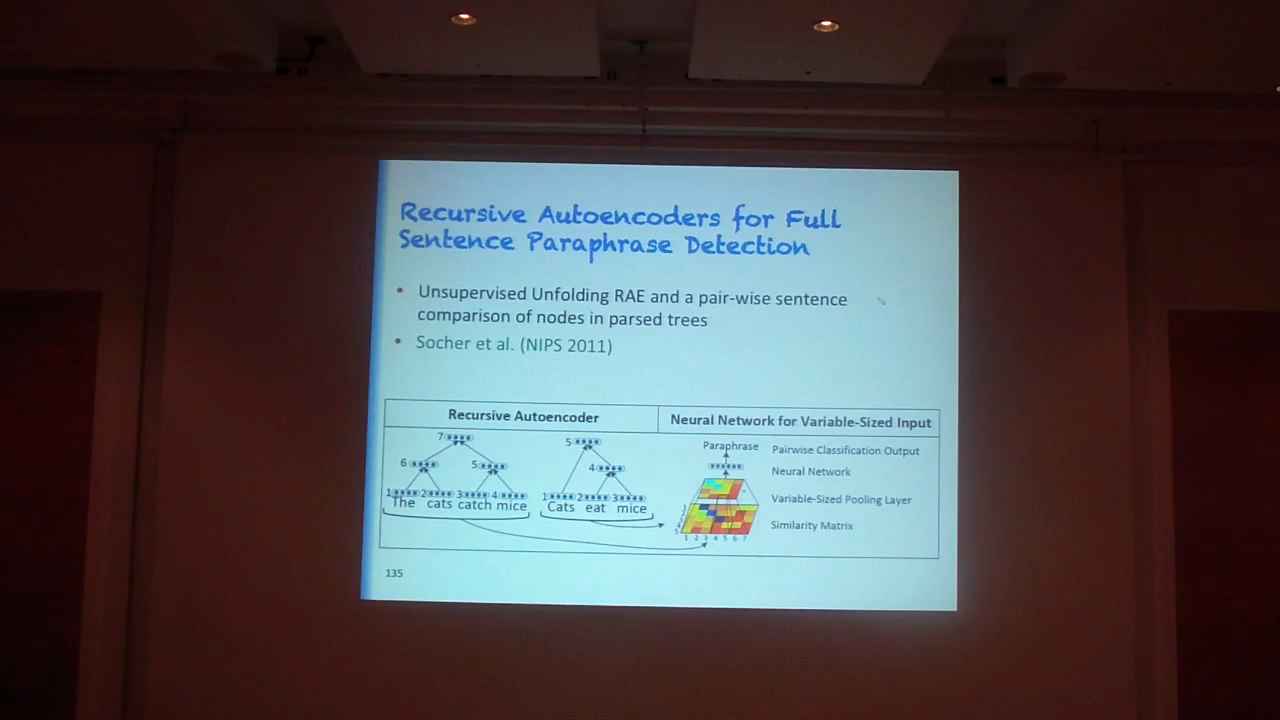 Recursive Autoencoders for Full
Sentence Paraphrase Detection
• Unsupervised Unfolding RAE and a pair-wise sentence
comparison of nodes in parsed trees
• Socher et al. (NIPS 2011)
Recursive Autoencoder
Neural Network for Variable-Sized Input
7
6
5
1 2 3 4
The cats catch mice
5
4
1 2 3
Cats eat mice
Paraphrase
Pairwise Classification Output
Neural Network
Variable-Sized Pooling Layer
Similarity Matrix
1 2 3 4 5 6 7
135